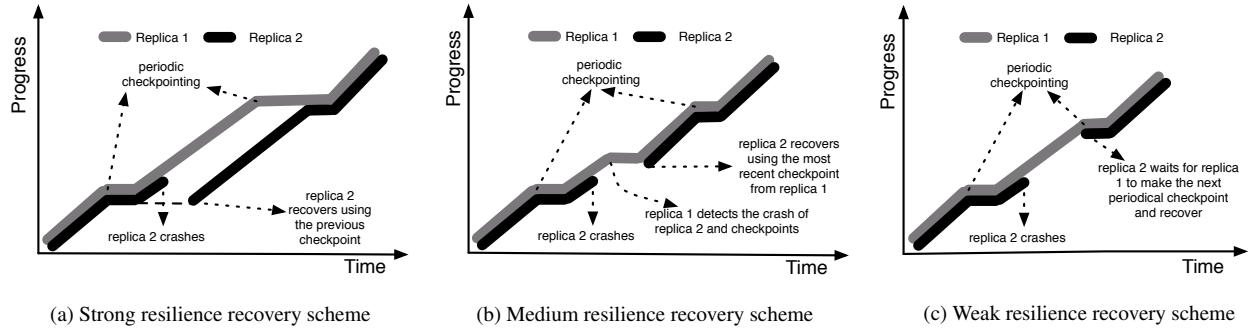 Replica 1
Replica 2
periodic
checkpointing
Progress
replica 2
recovers using
the previous
checkpoint
replica 2 crashes
Time
(a) Strong resilience recovery scheme
Replica 1
Replica 2
periodic
checkpointing
Progress
replica 2 recovers
using the most
recent checkpoint
from replica 1
replica 1 detects the crash of
replica 2 and checkpoints
replica 2 crashes
Time
(b) Medium resilience recovery scheme
Replica 1
Replica 2
periodic
checkpointing
Progress
replica 2 waits for replica
1 to make the next
periodical checkpoint
and recover
replica 2 crashes
Time
(c) Weak resilience recovery scheme